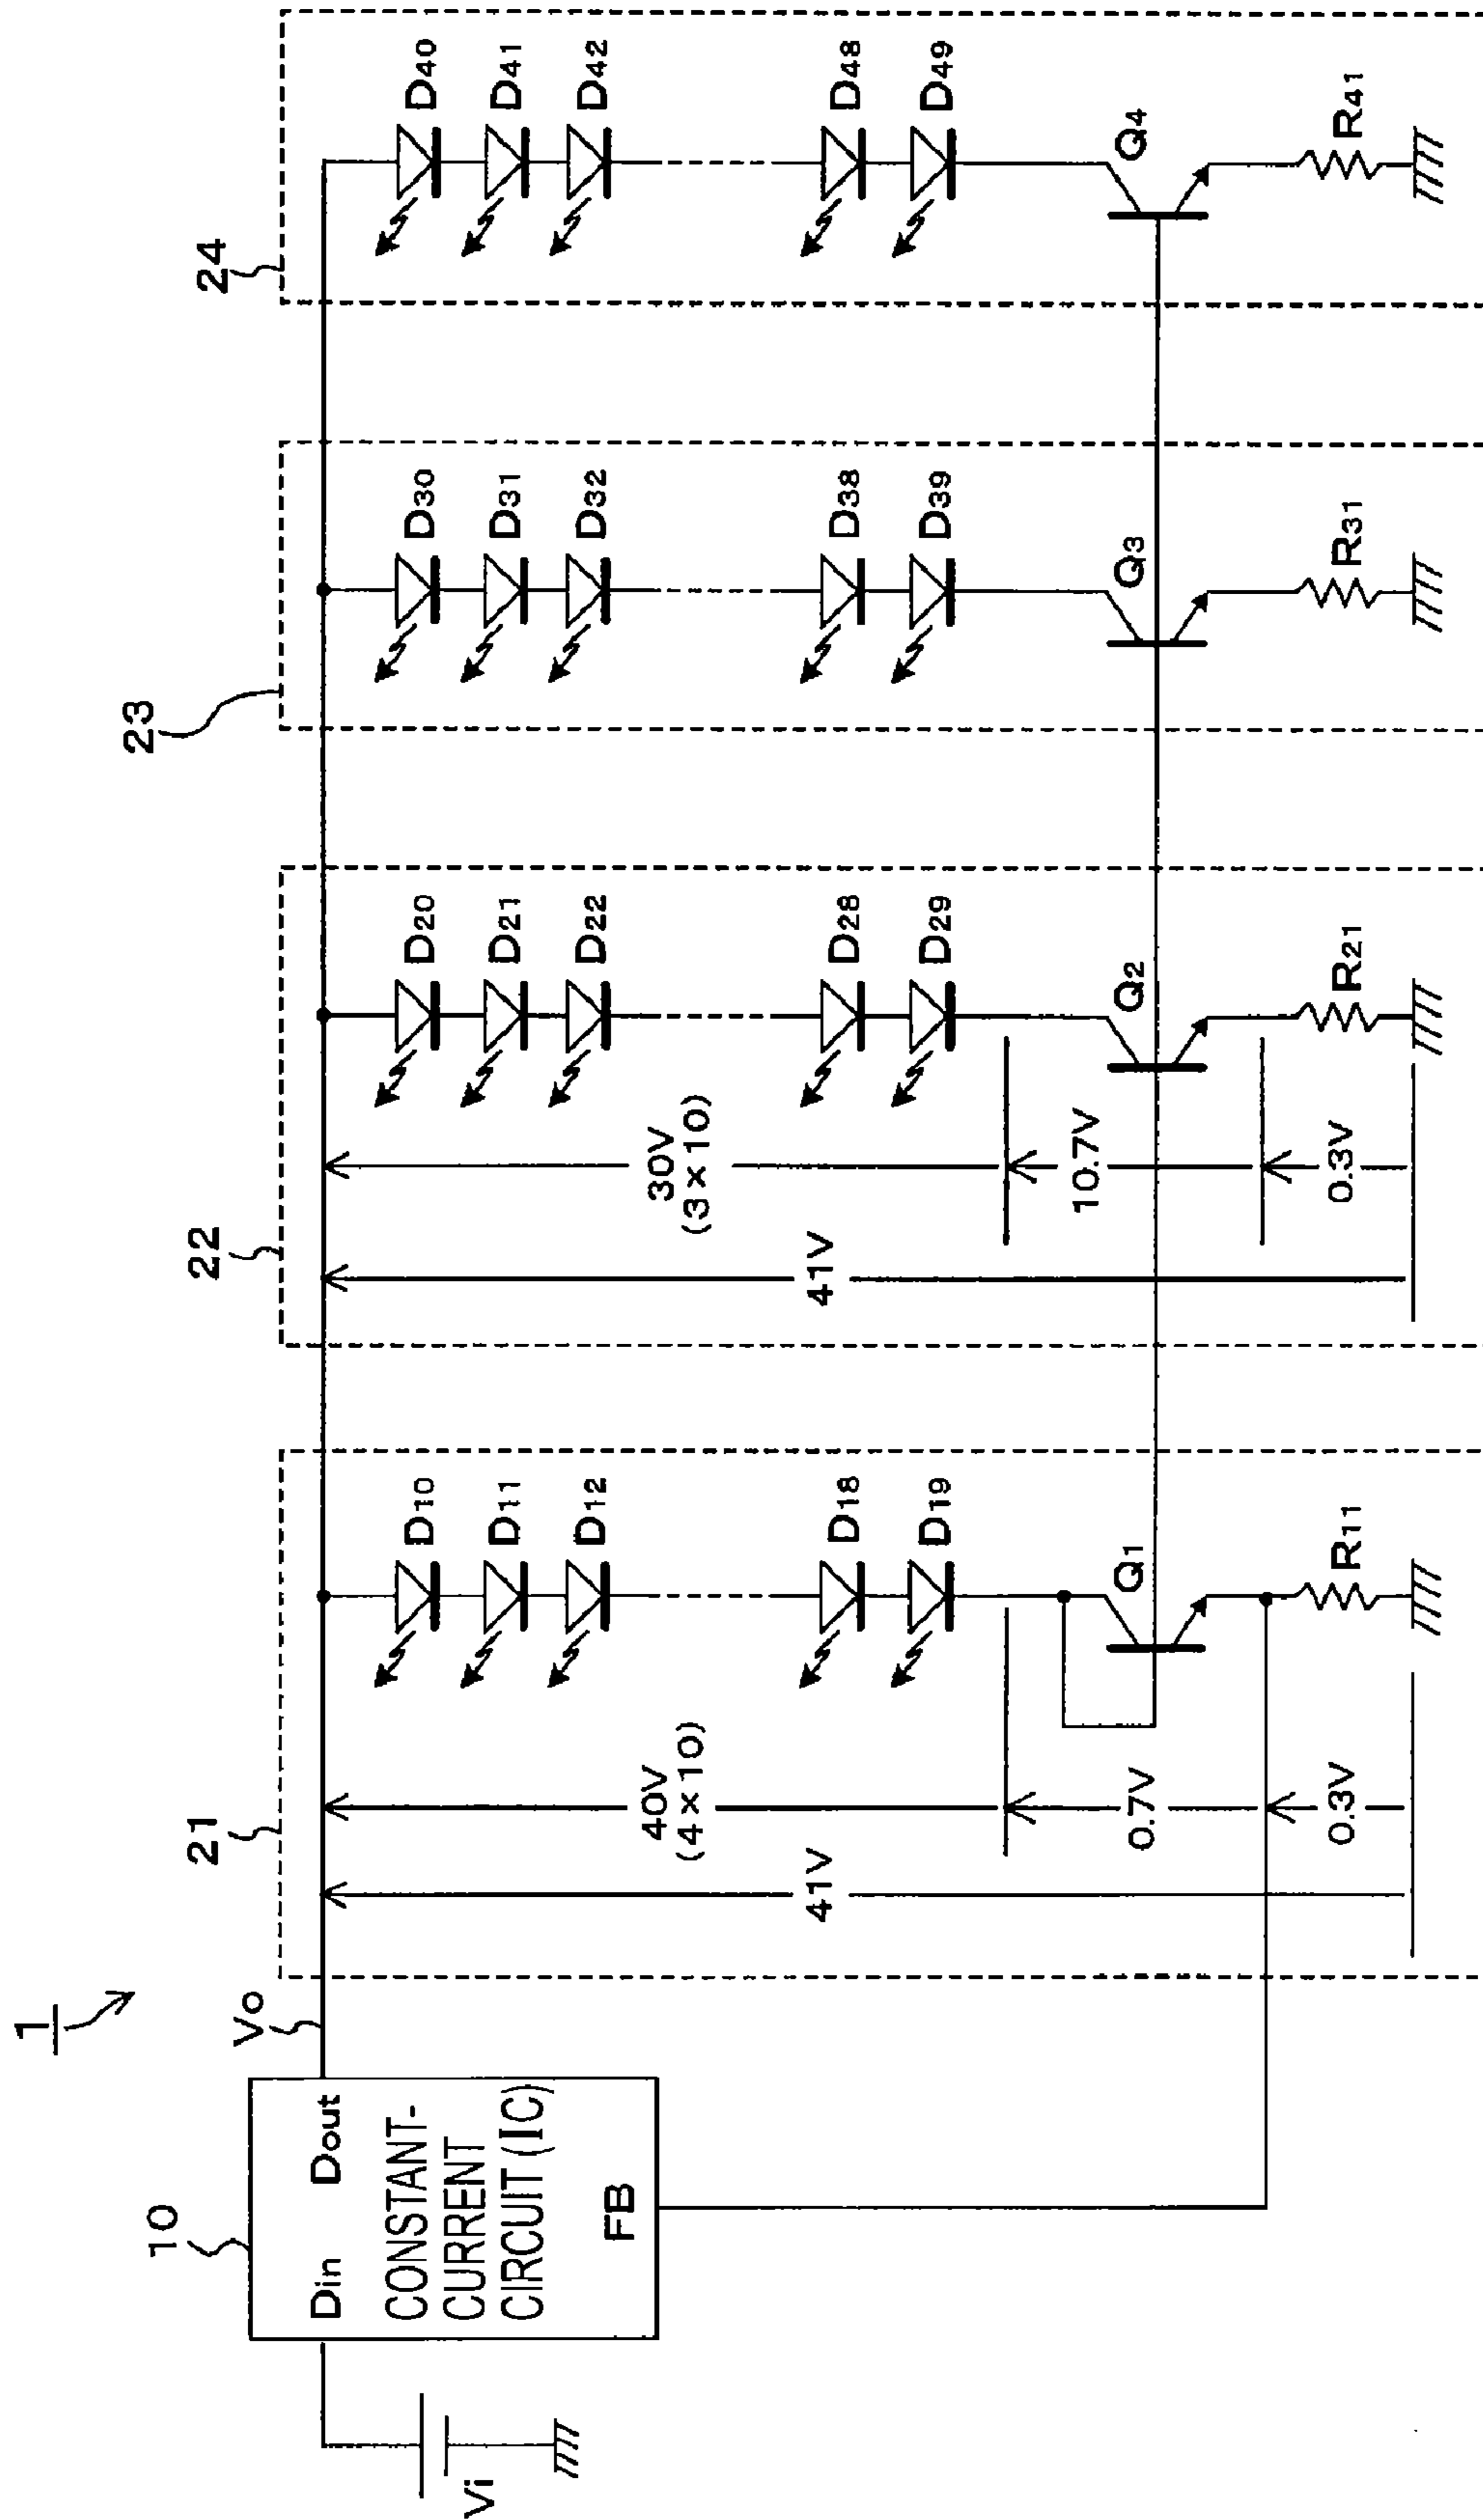 1
10
Din Dout
CONSTANT-
CURRENT
CIRCUIT (IC)
FB
Vi
Vo
21
41V
40V
(4×10)
0.7V
0.3V
D10
D11
D12
D18
D19
Q1
R11
22
41V
30V
(3×10)
10.7V
0.3V
D20
D21
D22
D28
D29
Q2
R21
23
D30
D31
D32
D38
D39
Q3
R31
24
D40
D41
D42
D48
D49
Q4
R41